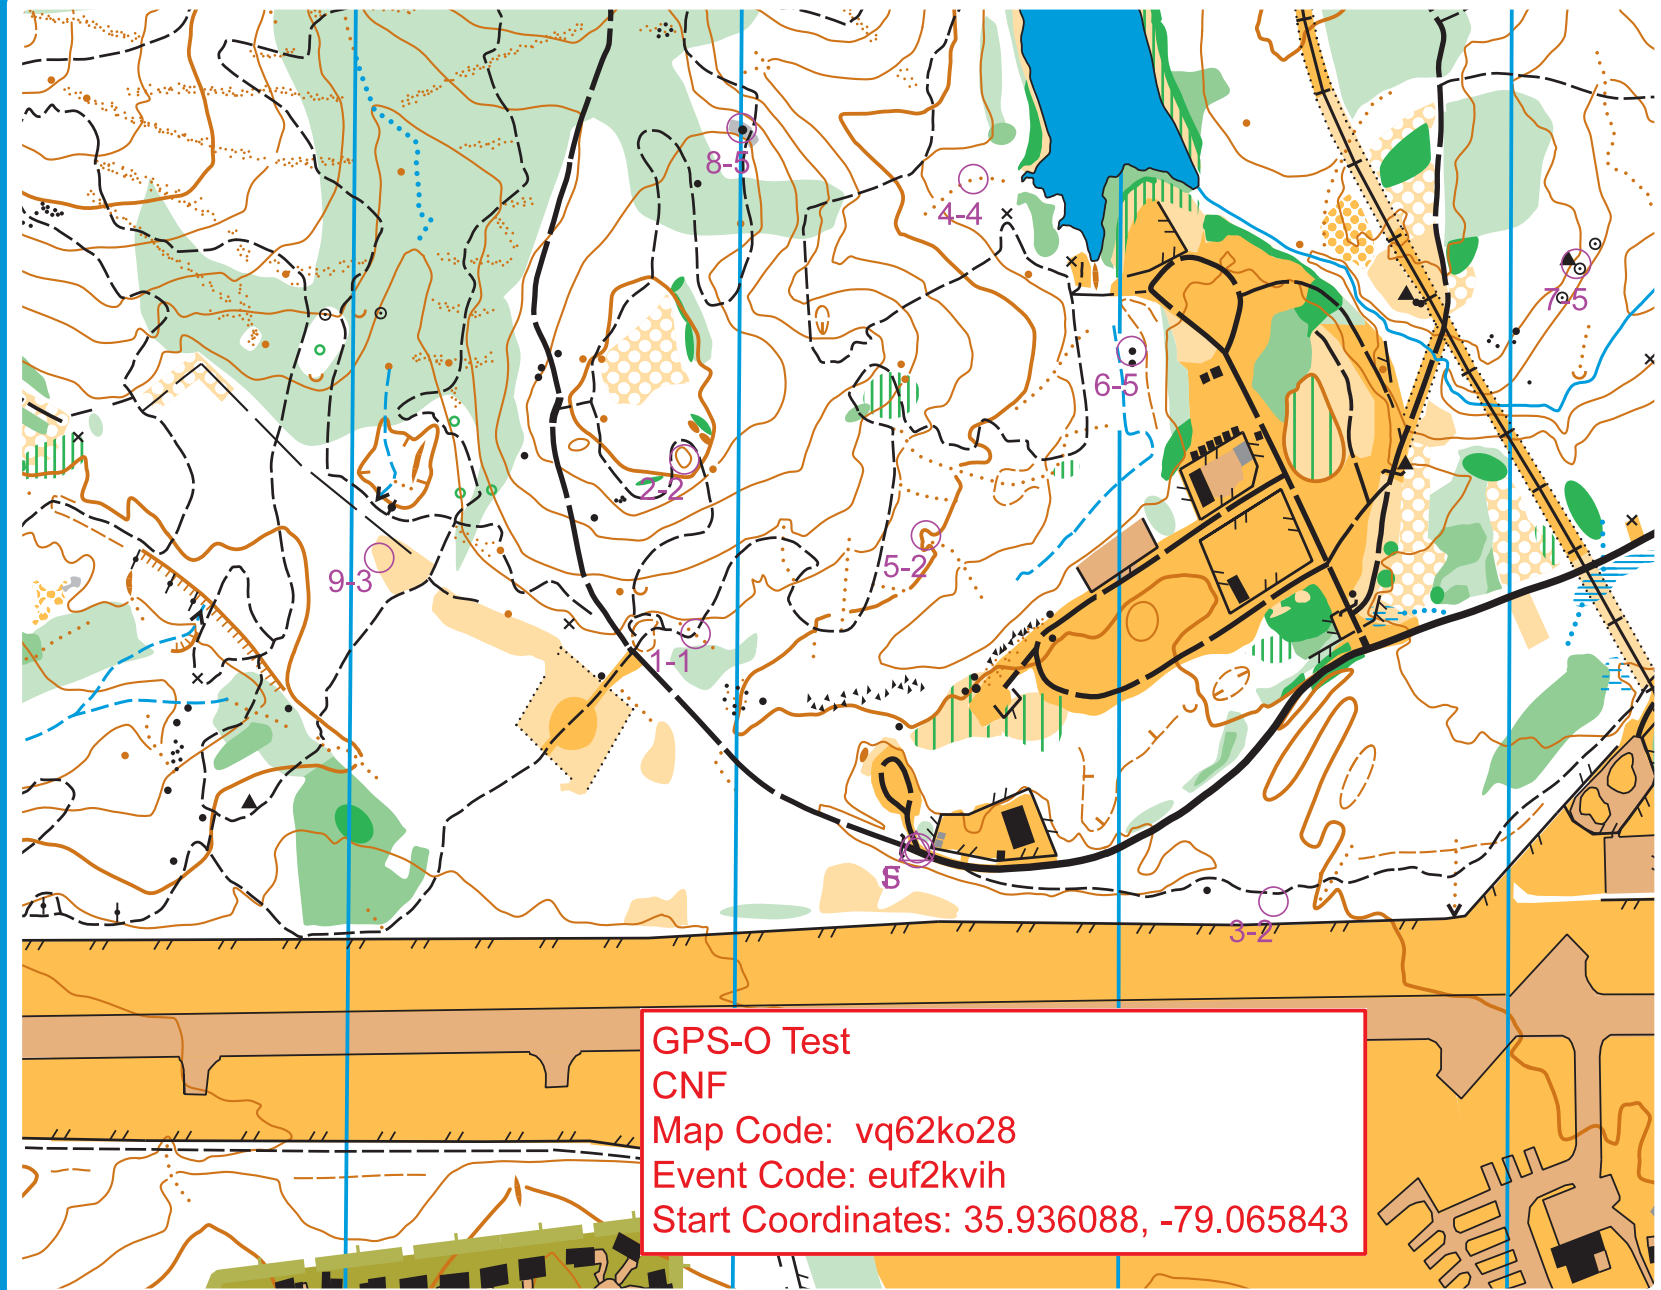 8-5
4-4
7-5
6-5
2-2
5-2
9-3
1-1
3-2
GPS-O Test
CNF
Map Code: vq62ko28
Event Code: euf2kvih
Start Coordinates: 35.936088, -79.065843